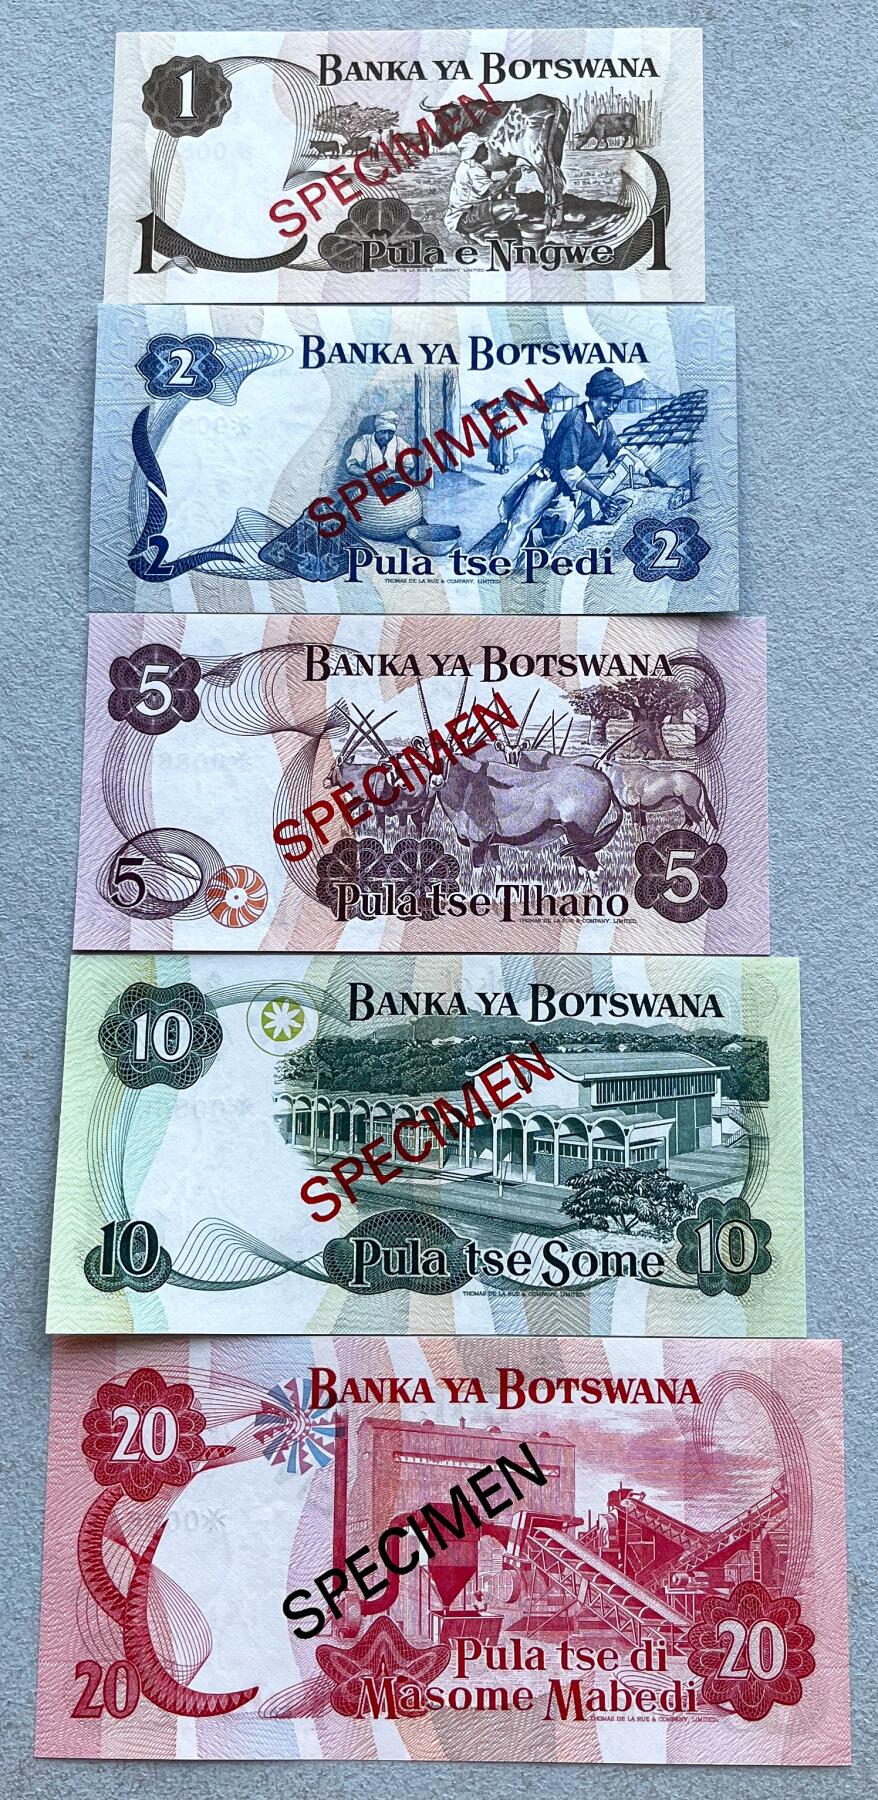 1
BANKA YA BOTSWANA
SPECIMEN
Pula e Nngwe
1
1
THOMAS DE LA RUE & COMPANY, LIMITED
2
BANKA YA BOTSWANA
SPECIMEN
2
Pula tse Pedi
2
THOMAS DE LA RUE & COMPANY, LIMITED
5
BANKA YA BOTSWANA
SPECIMEN
5
Pula tse Tlhano
5
THOMAS DE LA RUE & COMPANY, LIMITED.
10
BANKA YA BOTSWANA
SPECIMEN
10
Pula tse Some
10
THOMAS DE LA RUE & COMPANY, LIMITED.
20
BANKA YA BOTSWANA
SPECIMEN
20
Pula tse di
Masome Mabedi
20
THOMAS DE LA RUE & COMPANY, LIMITED.